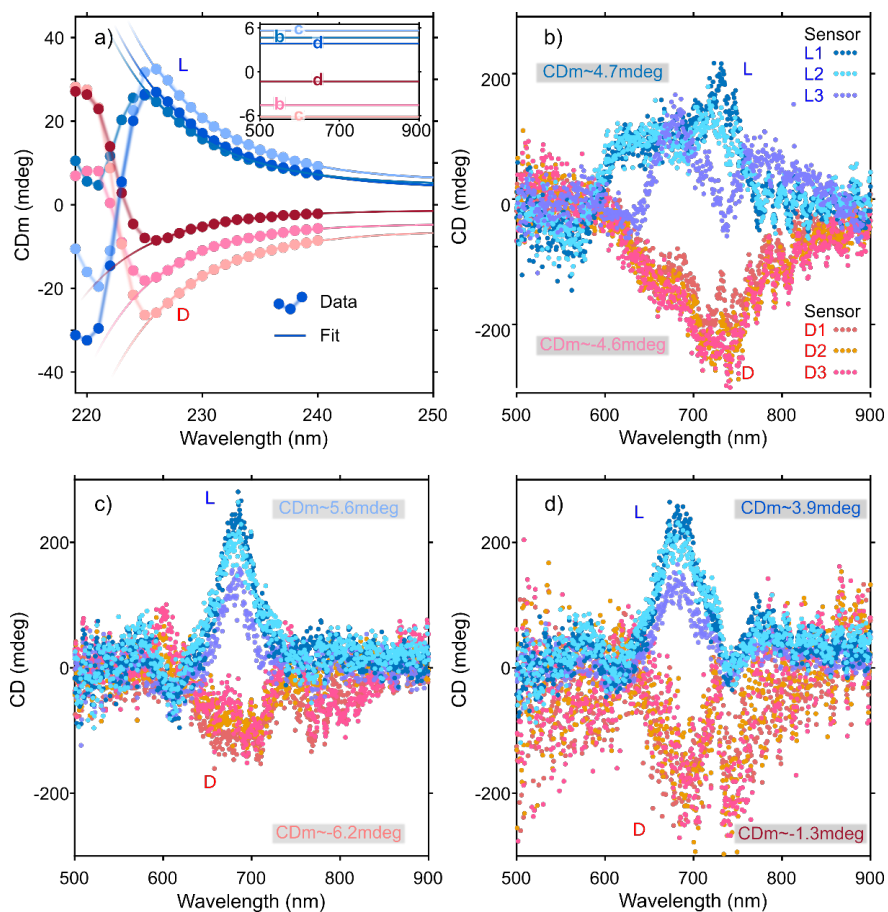 a)
L
D
CDm (mdeg)
40
20
0
-20
-40
220
230
240
250
Wavelength (nm)
Data
Fit
6
0
-6
500
700
900
c
b
d
d
b
c
b)
CDm~4.7mdeg
L
Sensor
L1
L2
L3
CD (mdeg)
200
0
-200
CDm~-4.6mdeg
D
Sensor
D1
D2
D3
500
600
700
800
900
Wavelength (nm)
c)
L
CDm~5.6mdeg
CD (mdeg)
200
0
-200
D
CDm~-6.2mdeg
500
600
700
800
900
Wavelength (nm)
d)
L
CDm~3.9mdeg
CD (mdeg)
200
0
-200
D
CDm~-1.3mdeg
500
600
700
800
900
Wavelength (nm)